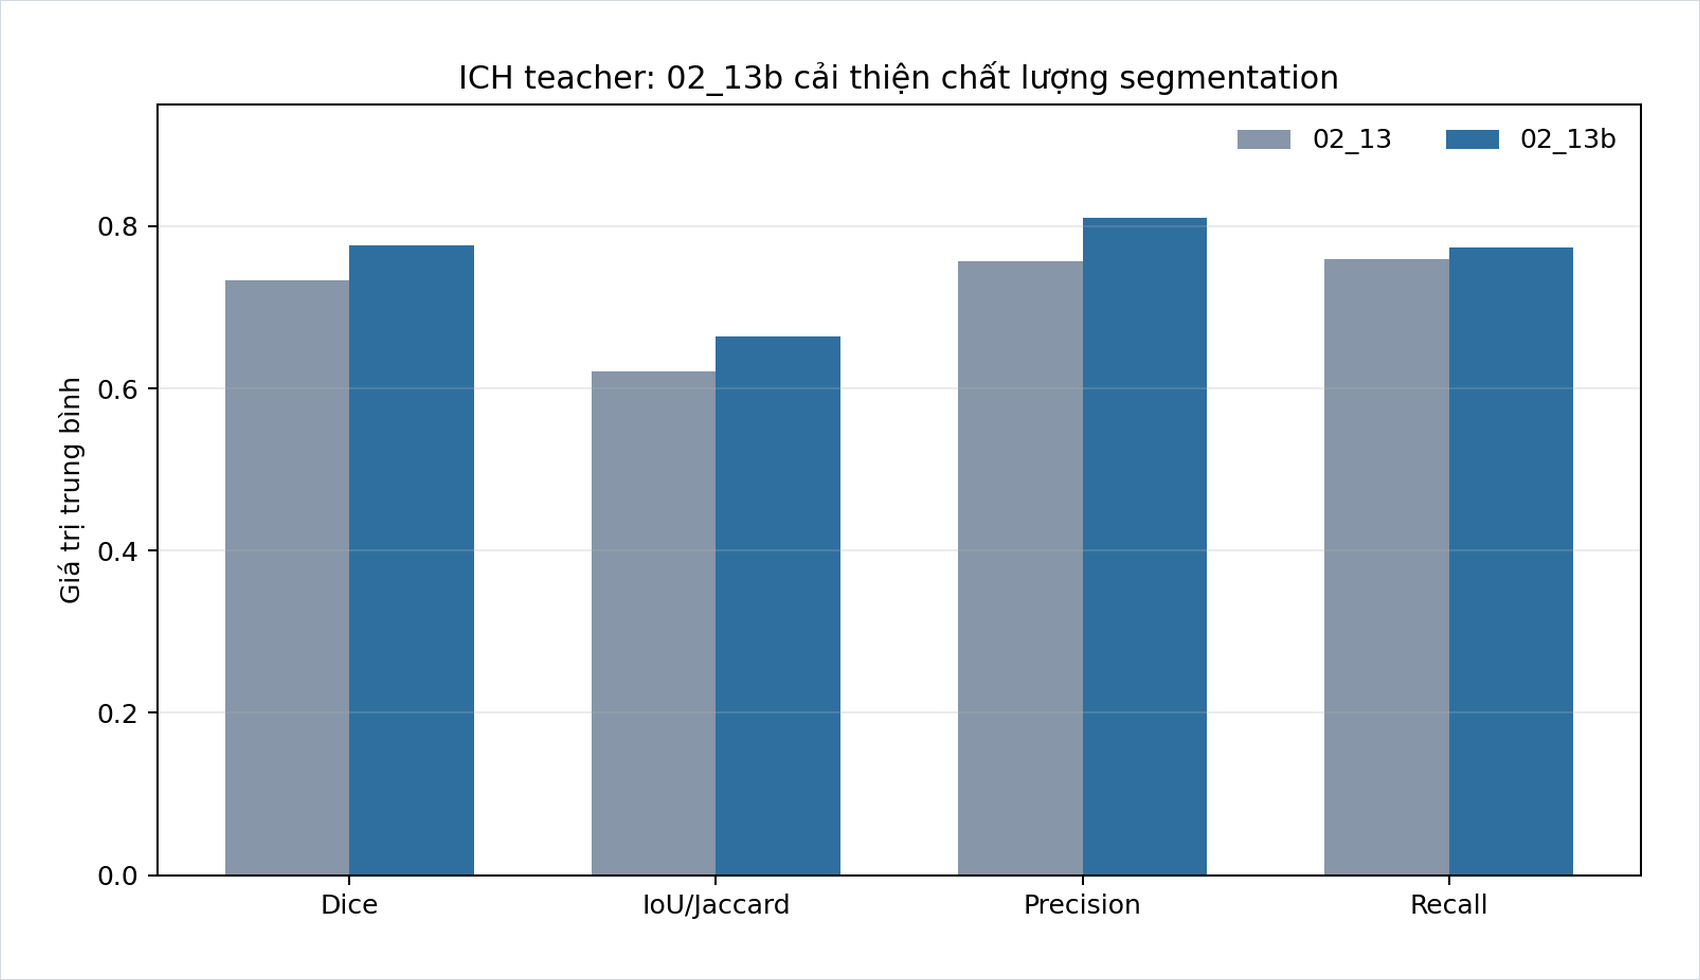 ICH teacher: 02_13b cải thiện chất lượng segmentation
02_13
02_13b
Giá trị trung bình
0.8
0.6
0.4
0.2
0.0
Dice
IoU/Jaccard
Precision
Recall